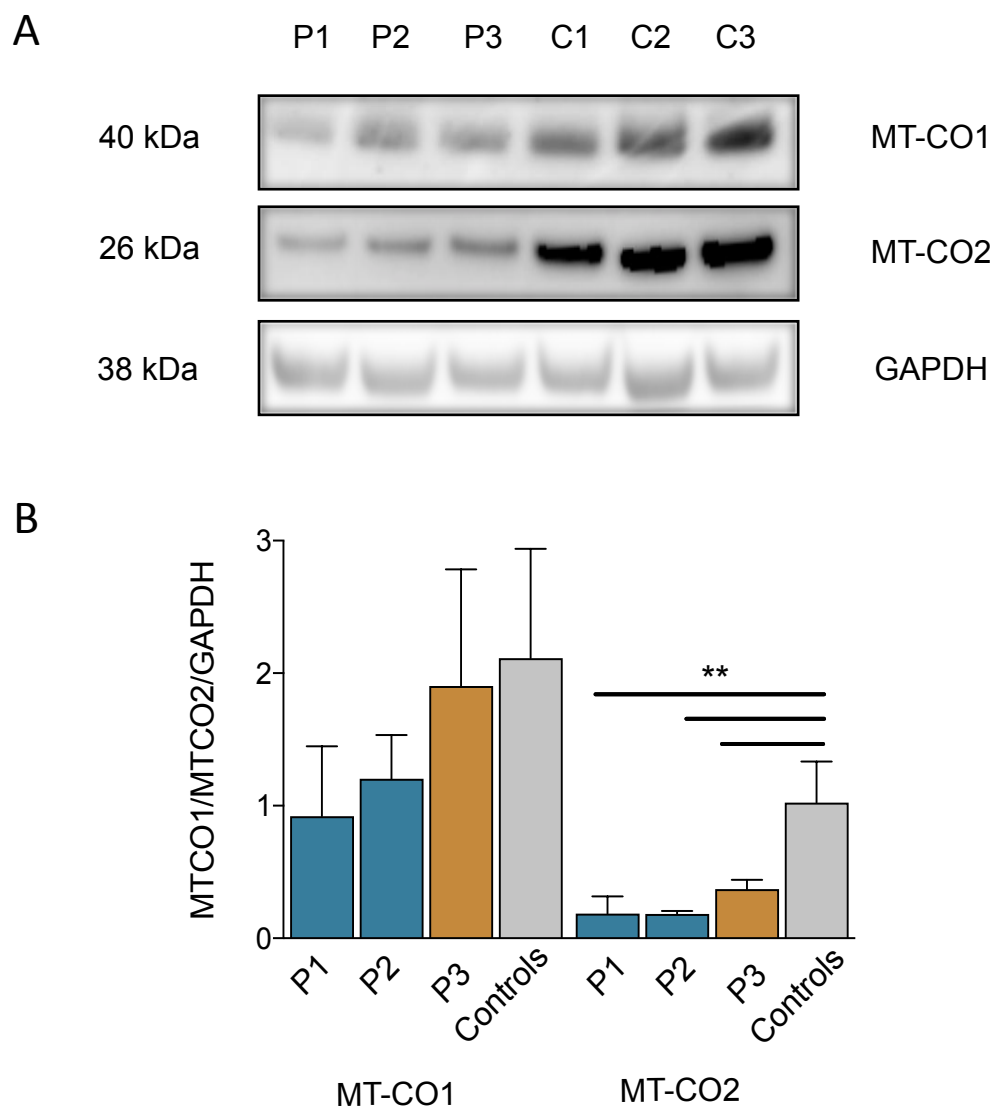 A
P1 P2 P3 C1 C2 C3
40 kDa MT-CO1
26 kDa MT-CO2
38 kDa GAPDH
B
MTCO1/MTCO2/GAPDH
3
2
1
0
**
P1 P2 P3 Controls P1 P2 P3 Controls
MT-CO1 MT-CO2